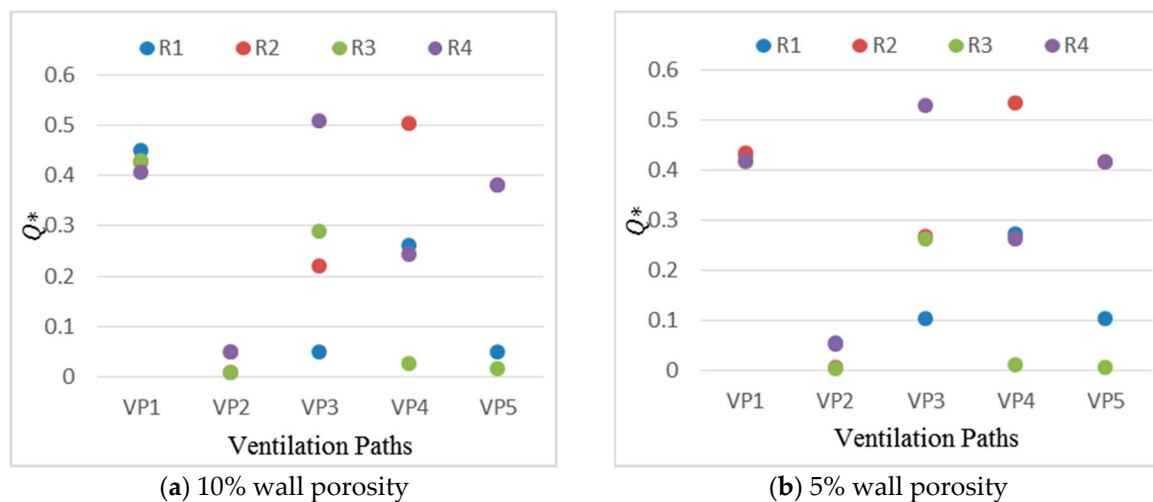 R1 R2 R3 R4
0.6
0.5
0.4
0.3
0.2
0.1
0
Q*
VP1 VP2 VP3 VP4 VP5
Ventilation Paths
(a) 10% wall porosity
R1 R2 R3 R4
0.6
0.5
0.4
0.3
0.2
0.1
0
Q*
VP1 VP2 VP3 VP4 VP5
Ventilation Paths
(b) 5% wall porosity